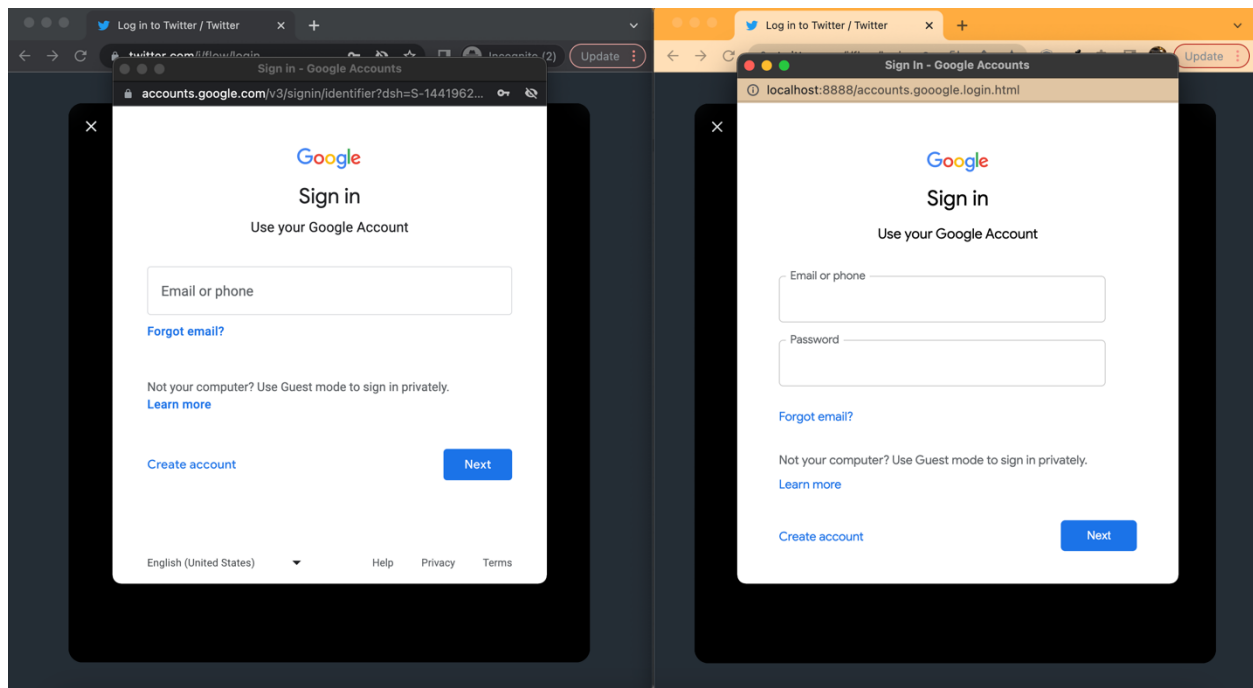 Log in to Twitter / Twitter
twitter.com/i/flow/login
Incognito (2)
Update
Sign in - Google Accounts
accounts.google.com/v3/signin/identifier?dsh=S-1441962...
Google
Sign in
Use your Google Account
Email or phone
Forgot email?
Not your computer? Use Guest mode to sign in privately.
Learn more
Create account
Next
English (United States)
Help
Privacy
Terms
Log in to Twitter / Twitter
Update
Sign In - Google Accounts
localhost:8888/accounts.gooogle.login.html
Google
Sign in
Use your Google Account
Email or phone
Password
Forgot email?
Not your computer? Use Guest mode to sign in privately.
Learn more
Create account
Next